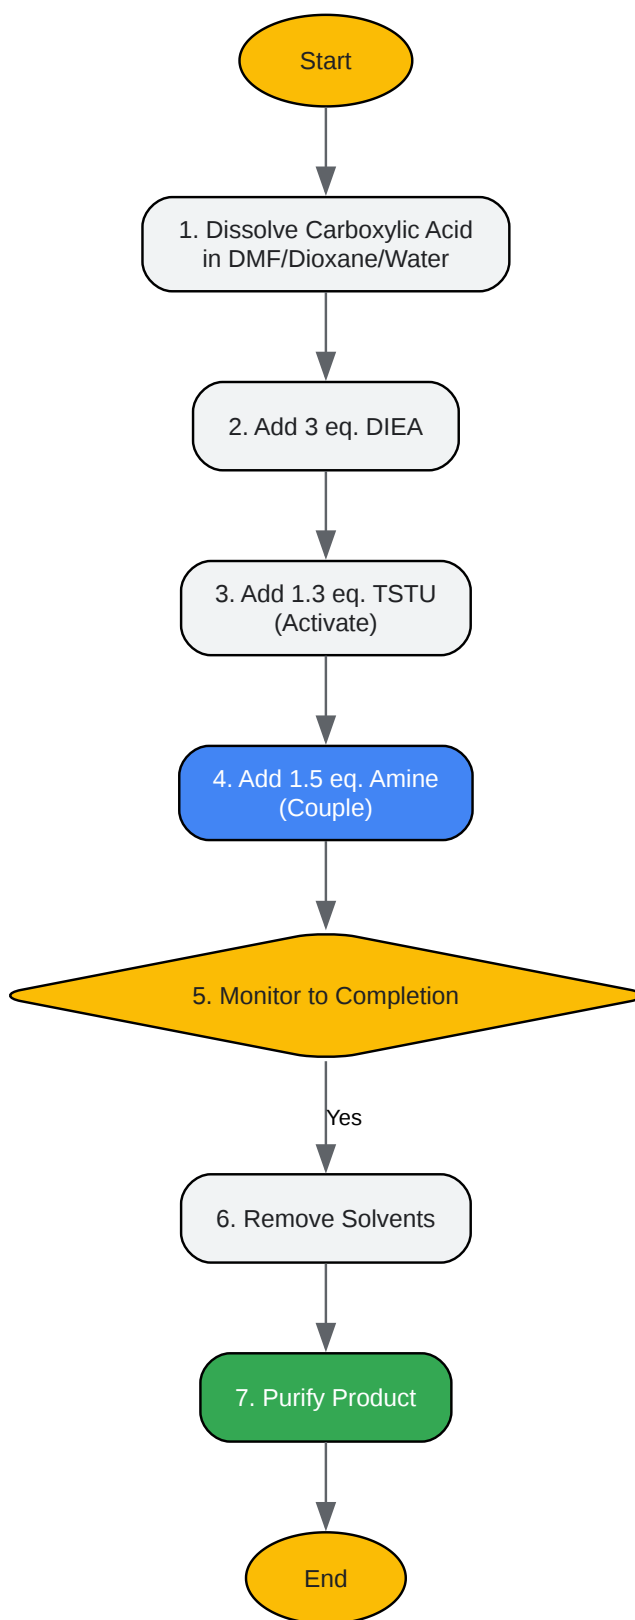 Start
1. Dissolve Carboxylic Acid
in DMF/Dioxane/Water
2. Add 3 eq. DIEA
3. Add 1.3 eq. TSTU
(Activate)
4. Add 1.5 eq. Amine
(Couple)
5. Monitor to Completion
Yes
6. Remove Solvents
7. Purify Product
End